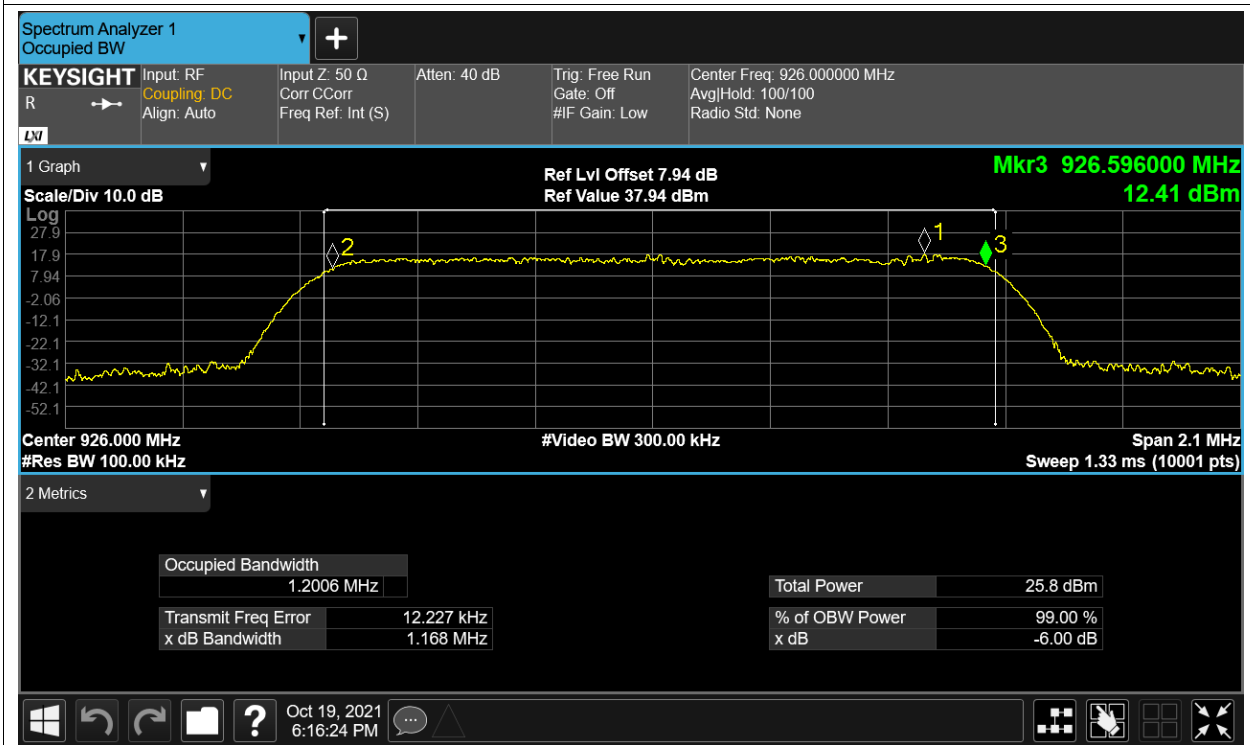 Spectrum Analyzer 1
Occupied BW
▼
+
KEYSIGHT
R
LXI
Input: RF
Coupling: DC
Align: Auto
Input Z: 50 Ω
Corr CCorr
Freq Ref: Int (S)
Atten: 40 dB
Trig: Free Run
Gate: Off
#IF Gain: Low
Center Freq: 926.000000 MHz
Avg|Hold: 100/100
Radio Std: None
1 Graph ▼
Scale/Div 10.0 dB
Ref Lvl Offset 7.94 dB
Ref Value 37.94 dBm
Mkr3 926.596000 MHz
12.41 dBm
Log
27.9
17.9
7.94
-2.06
-12.1
-22.1
-32.1
-42.1
-52.1
2
1
3
Center 926.000 MHz
#Video BW 300.00 kHz
Span 2.1 MHz
#Res BW 100.00 kHz
Sweep 1.33 ms (10001 pts)
2 Metrics ▼
Occupied Bandwidth
1.2006 MHz
Total Power 25.8 dBm
Transmit Freq Error 12.227 kHz
% of OBW Power 99.00 %
x dB Bandwidth 1.168 MHz
x dB -6.00 dB
?
Oct 19, 2021
6:16:24 PM